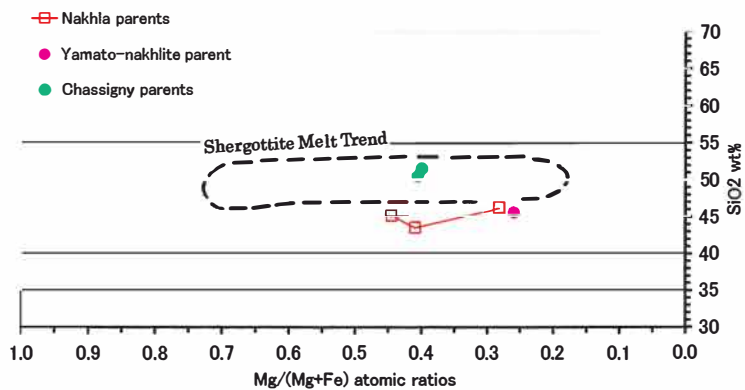 Nakhla parents
Yamato-nakhlite parent
Chassigny parents
Shergottite Melt Trend
70
65
60
55
50
45
40
35
30
SiO2 wt%
1.0 0.9 0.8 0.7 0.6 0.5 0.4 0.3 0.2 0.1 0.0
Mg/(Mg+Fe) atomic ratios